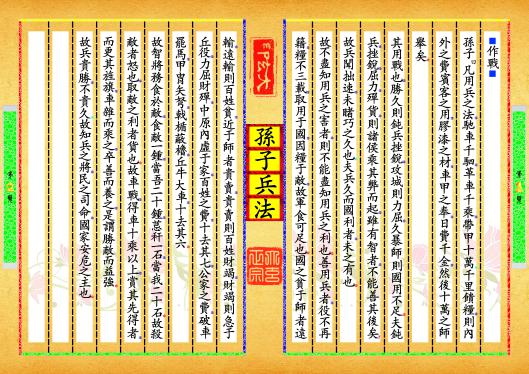 作戰
孫子。凡用兵之法馳車千駟革車千乘帶甲十萬千里饋糧則內
外之費賓客之用膠漆之材車甲之奉日費千金然後十萬之師
舉矣
其用戰也勝久則鈍兵挫銳攻城則力屈久暴師則國用不足夫鈍
兵挫銳屈力殫貨則諸侯乘其弊而起雖有智者不能善其後矣
故兵聞拙速未睹巧之久也夫兵久而國利者未之有也
故不盡知用兵之害者則不能盡知用兵之利也善用兵者役不再
籍糧不三載取用于國因糧于敵故軍食可足也國之貧于師者遠
孫子兵法
輸遠輸則百姓貧近于師者貴賣貴賣則百姓財竭財竭則急于
丘役力屈財殫中原內虛于家百姓之費十去其七公家之費破車
罷馬甲胄矢弩戟楯蔽櫓丘牛大車十去其六
故智將務食於敵食敵一鍾當吾二十鍾萁秆一石當我二十石故殺
敵者怒也取敵之利者貨也故車戰得車十乘以上賞其先得者
而更其旌旗車雜而乘之卒善而養之是謂勝敵而益強
故兵貴勝不貴久故知兵之將民之司命國家安危之主也